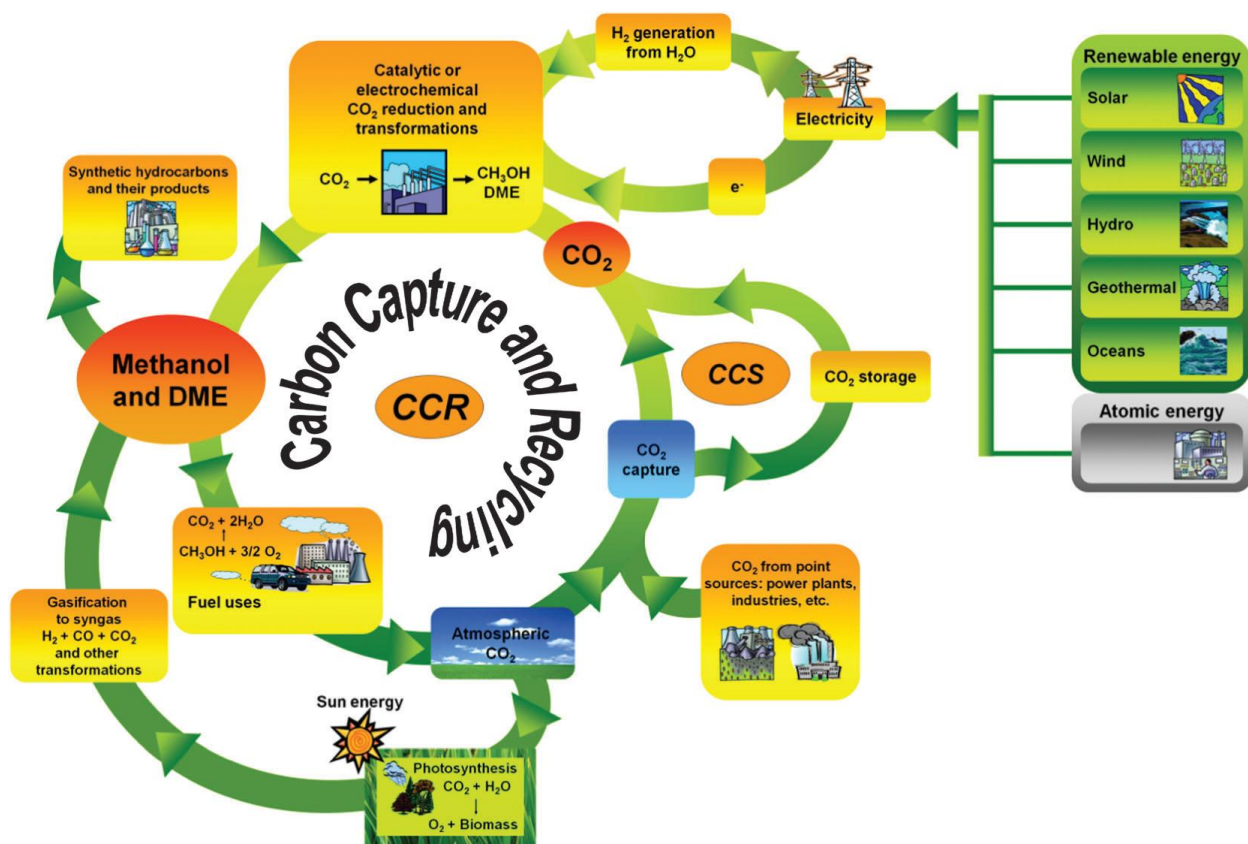 H₂ generation
from H₂O
Catalytic or
electrochemical
CO₂ reduction and
transformations
CO₂ → → CH₃OH
DME
Electricity
e⁻
Renewable energy
Solar
Wind
Hydro
Geothermal
Oceans
Atomic energy
Synthetic hydrocarbons
and their products
CO₂
Methanol
and DME
Carbon Capture and Recycling
CCR
CCS
CO₂ storage
CO₂
capture
CO₂ + 2H₂O
↑
CH₃OH + 3/2 O₂
Fuel uses
CO₂ from point
sources: power plants,
industries, etc.
Gasification
to syngas
H₂ + CO + CO₂
and other
transformations
Atmospheric
CO₂
Sun energy
Photosynthesis
CO₂ + H₂O
↓
O₂ + Biomass